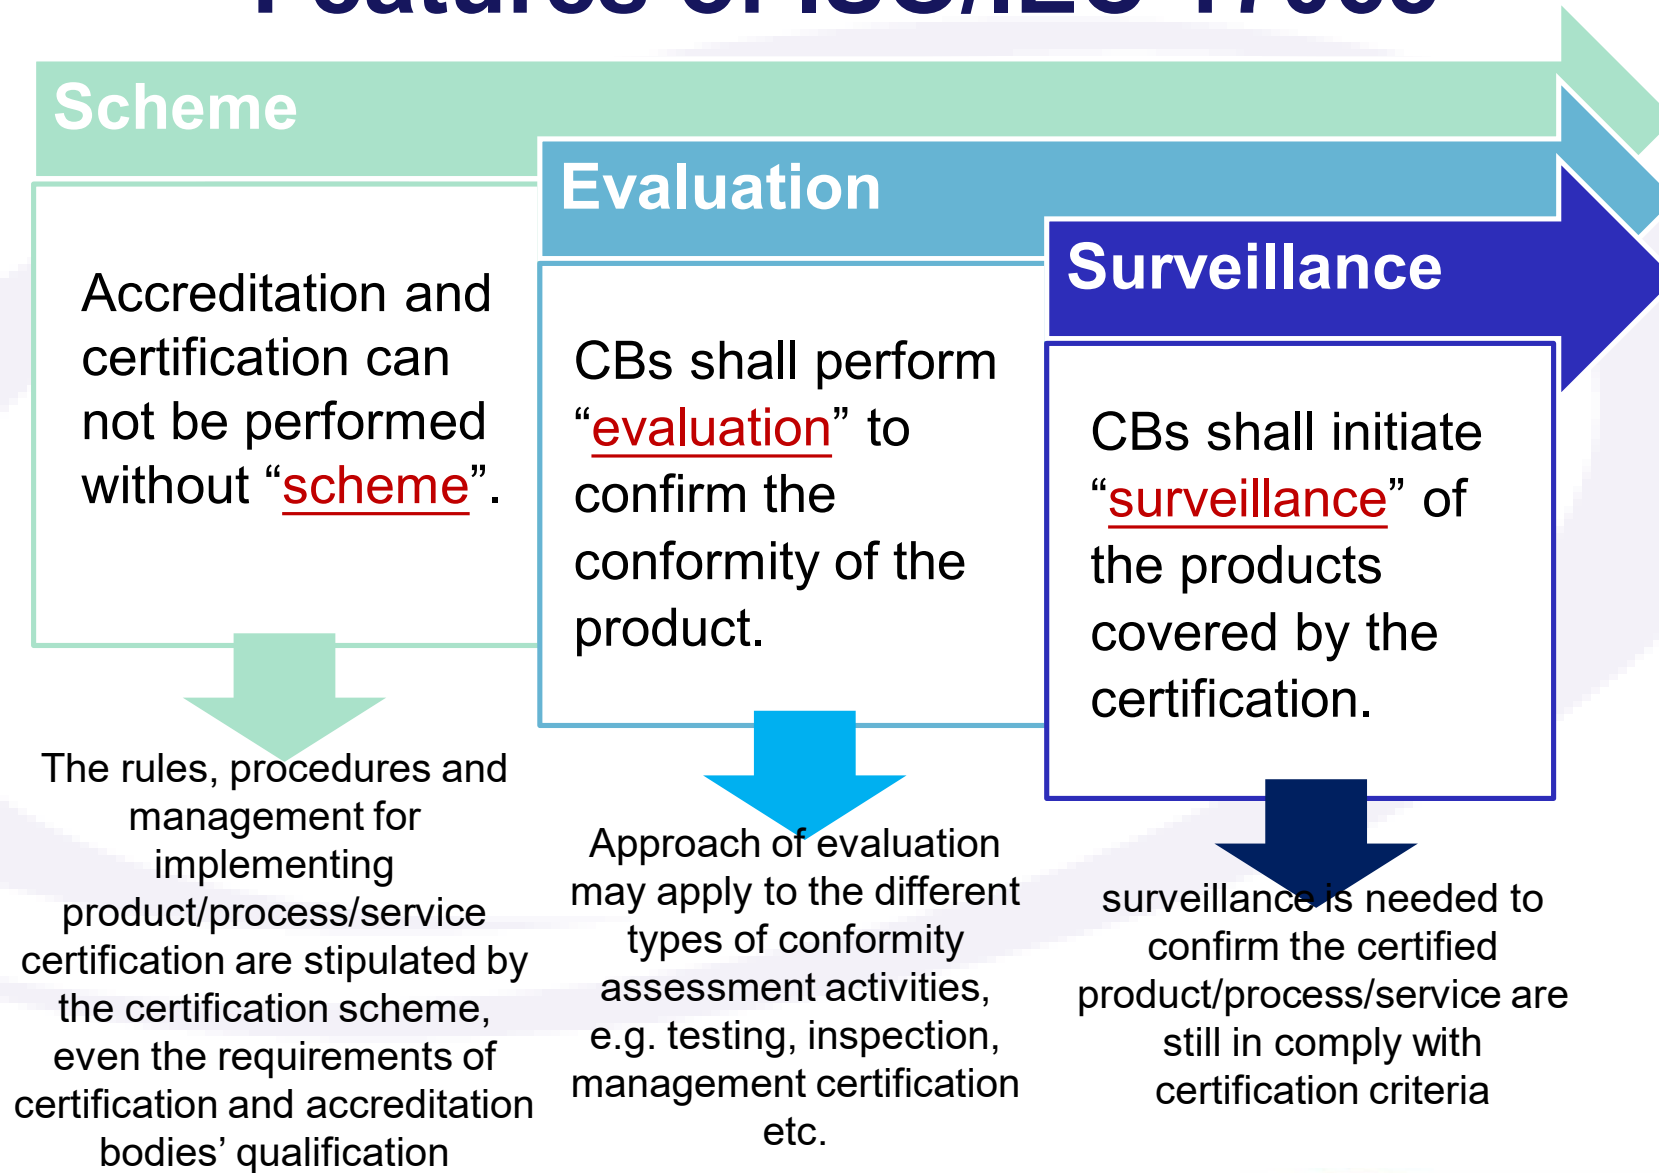 Features of ISO/IEC 17065
Scheme
Accreditation and
certification can
not be performed
without “scheme”.
The rules, procedures and
management for
implementing
product/process/service
certification are stipulated by
the certification scheme,
even the requirements of
certification and accreditation
bodies’ qualification
Evaluation
CBs shall perform
“evaluation” to
confirm the
conformity of the
product.
Approach of evaluation
may apply to the different
types of conformity
assessment activities,
e.g. testing, inspection,
management certification
etc.
Surveillance
CBs shall initiate
“surveillance” of
the products
covered by the
certification.
surveillance is needed to
confirm the certified
product/process/service are
still in comply with
certification criteria